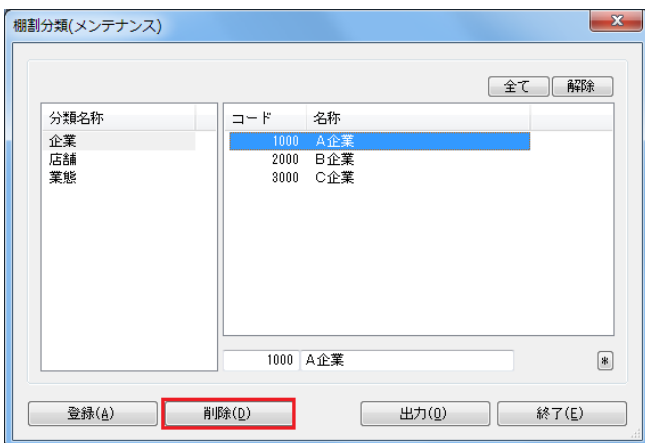 棚割分類(メンテナンス)
x
全て 解除
分類名称 コード 名称
企業 1000 A企業
店舗 2000 B企業
業態 3000 C企業
1000 A企業 *
登録(A) 削除(D) 出力(O) 終了(E)